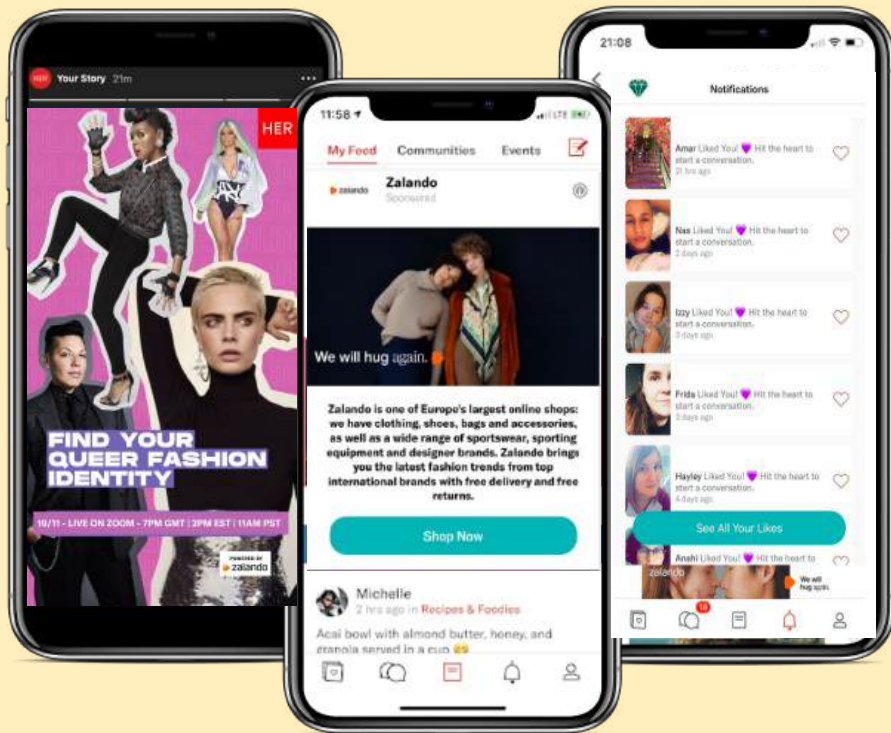 HER
Your Story 21m
HER
FIND YOUR
QUEER FASHION
IDENTITY
19/11 - LIVE ON ZOOM - 7PM GMT | 2PM EST | 11AM PST
POWERED BY
zalando
11:58
LTE
My Feed
Communities
Events
zalando
Zalando
Sponsored
We will hug again.
Zalando is one of Europe's largest online shops:
we have clothing, shoes, bags and accessories,
as well as a wide range of sportswear, sporting
equipment and designer brands. Zalando brings
you the latest fashion trends from top
international brands with free delivery and free
returns.
Shop Now
Michelle
2 hrs ago in Recipes & Foodies
Acai bowl with almond butter, honey, and
granola served in a cup
21:08
Notifications
Amar Liked You! 💜 Hit the heart to
start a conversation.
21 hrs ago
Nas Liked You! 💜 Hit the heart to
start a conversation.
2 days ago
Izzy Liked You! 💜 Hit the heart to
start a conversation.
3 days ago
Frida Liked You! 💜 Hit the heart to
start a conversation.
3 days ago
Hayley Liked You! 💜 Hit the heart to
start a conversation.
4 days ago
See All Your Likes
Anshi Liked You! 💜 Hit the heart to
start a conversation.
zalando
We will
hug again.